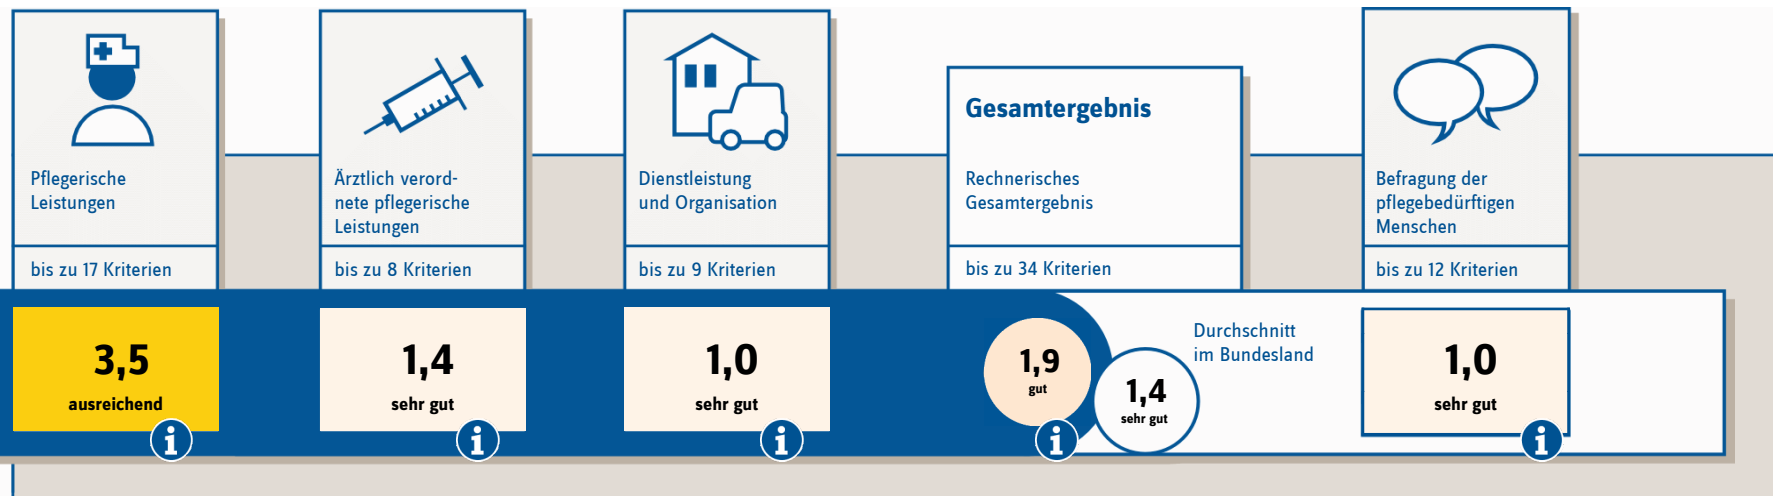 Pflegerische
Leistungen
bis zu 17 Kriterien
3,5
ausreichend
i
Ärztlich verord-
nete pflegerische
Leistungen
bis zu 8 Kriterien
1,4
sehr gut
i
Dienstleistung
und Organisation
bis zu 9 Kriterien
1,0
sehr gut
i
Gesamtergebnis
Rechnerisches
Gesamtergebnis
bis zu 34 Kriterien
1,9
gut
i
1,4
sehr gut
Durchschnitt
im Bundesland
Befragung der
pflegebedürftigen
Menschen
bis zu 12 Kriterien
1,0
sehr gut
i